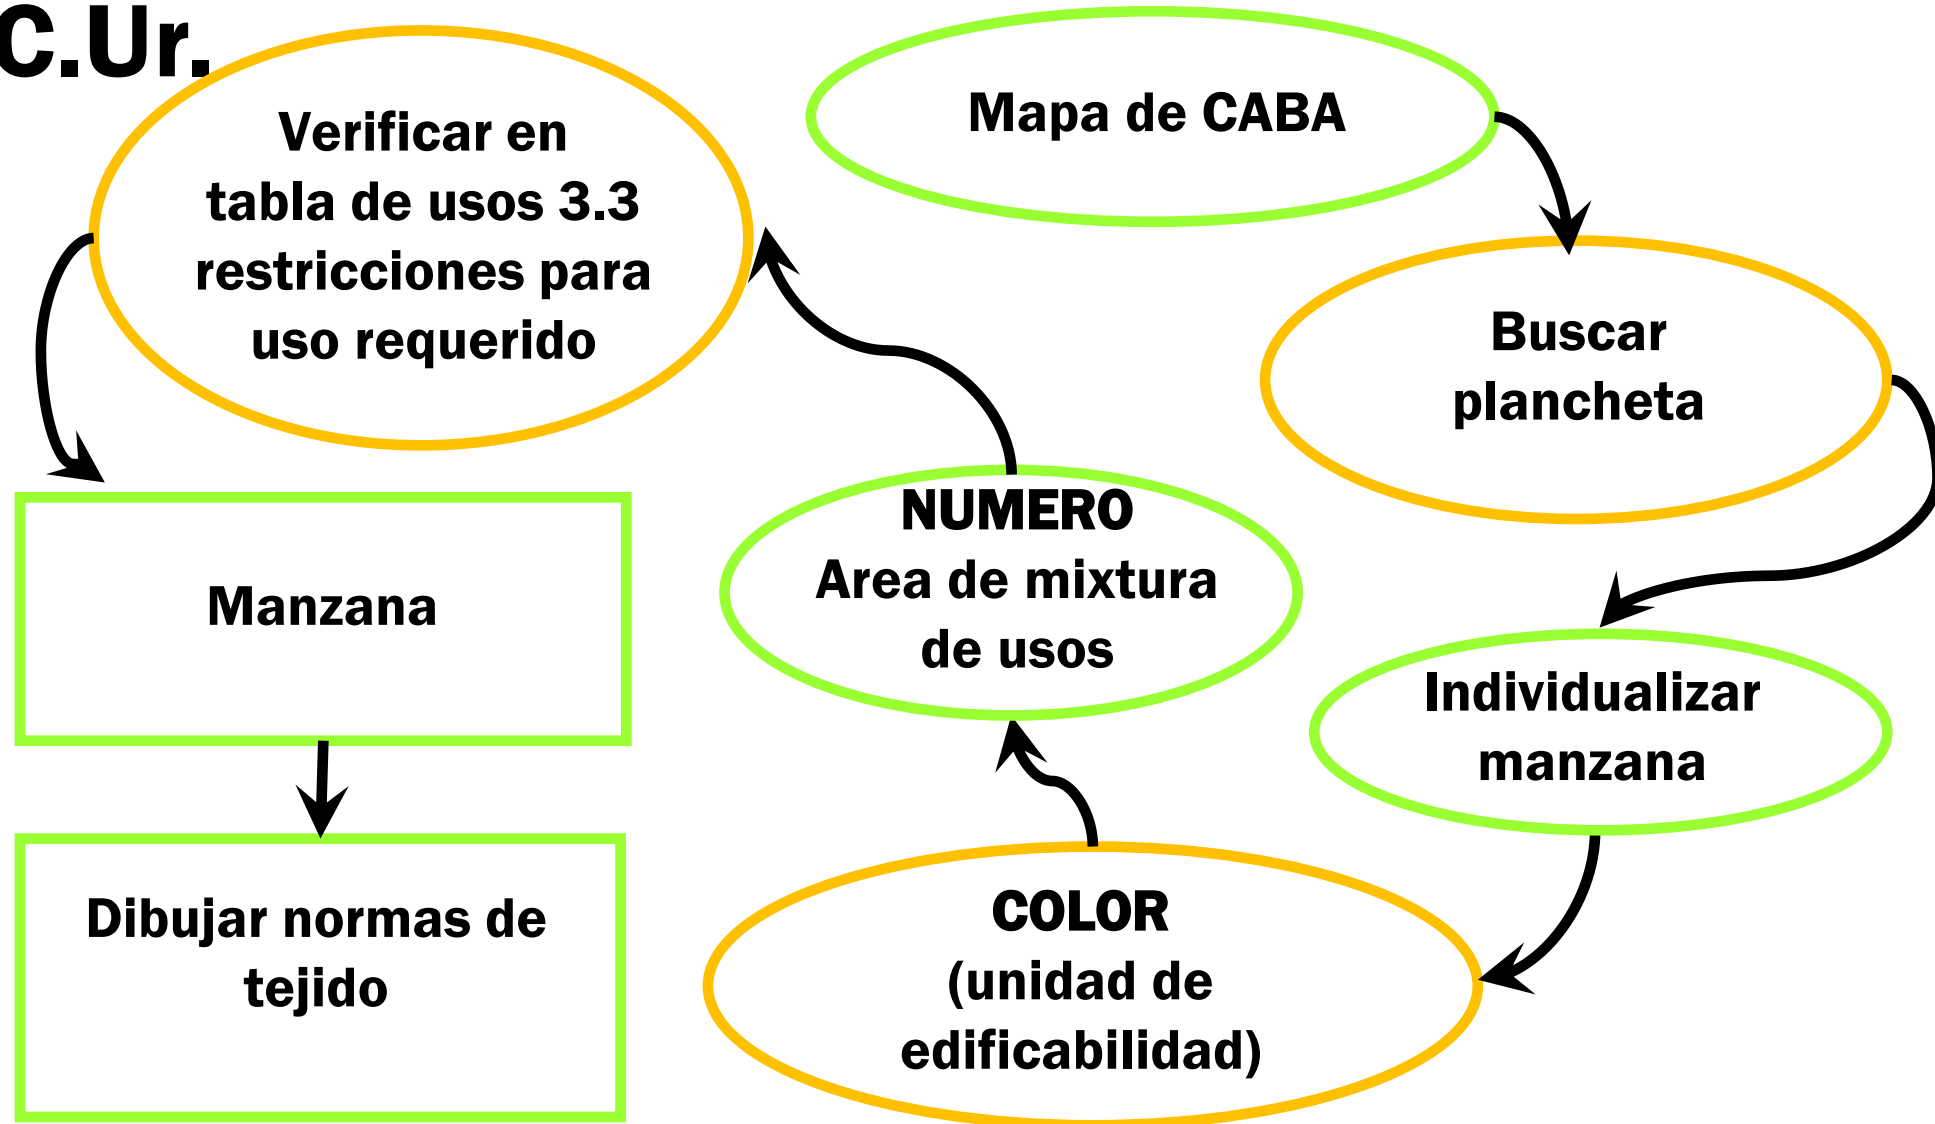 C.Ur.
Mapa de CABA
Buscar
plancheta
Individualizar
manzana
COLOR
(unidad de
edificabilidad)
NUMERO
Area de mixtura
de usos
Verificar en
tabla de usos 3.3
restricciones para
uso requerido
Manzana
Dibujar normas de
tejido